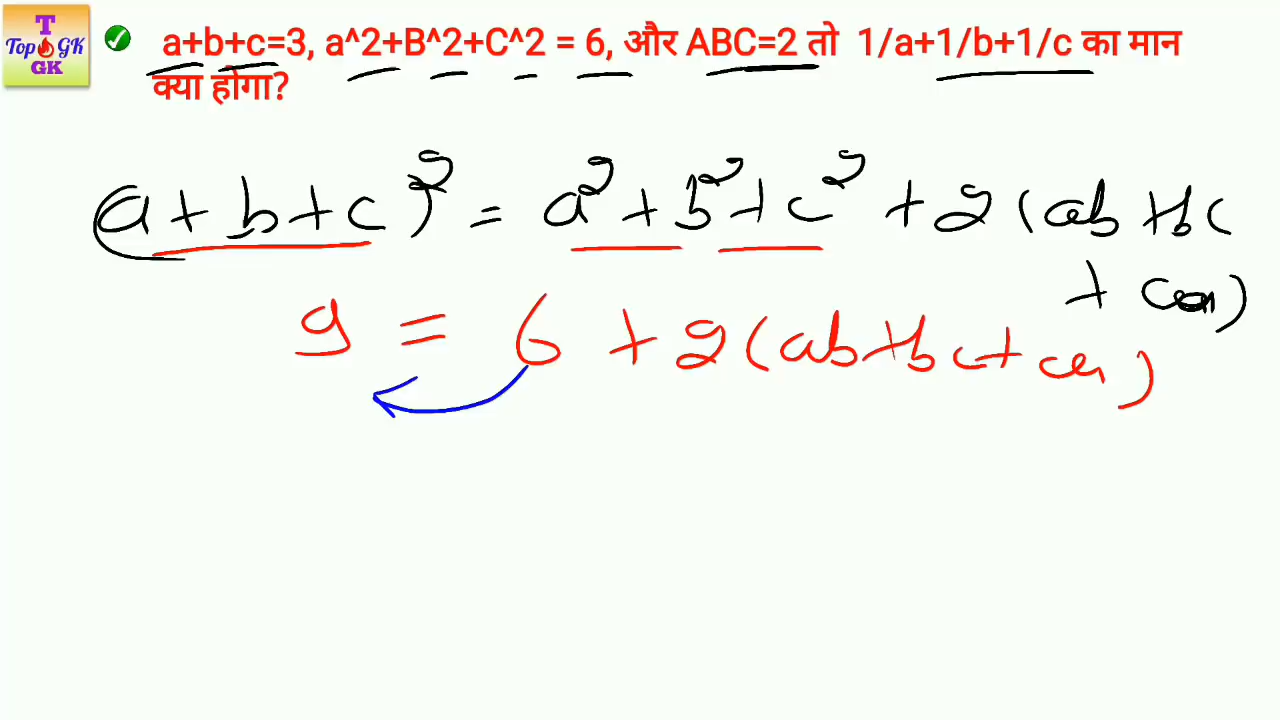 T
Top GK
GK
a+b+c=3, a^2+B^2+C^2 = 6, और ABC=2 तो 1/a+1/b+1/c का मान
क्या होगा?
(a+b+c)² = a²+b²+c² +2(ab+bc
+ca)
9 = 6 +2(ab+bc+ca)